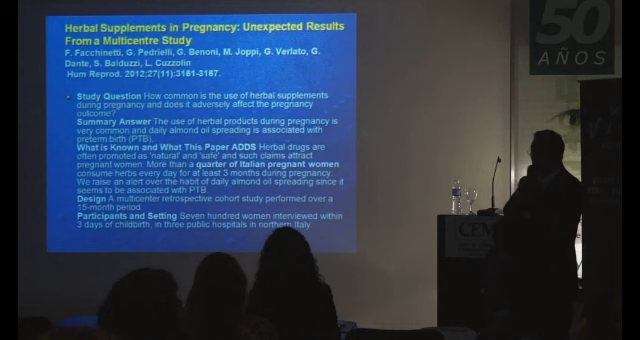 Herbal Supplements in Pregnancy: Unexpected Results
From a Multicentre Study
F. Facchinetti, G. Pedrielli, G. Benoni, M. Joppi, G. Verlato, G.
Dante, S. Balduzzi, L. Cuzzolin
Hum Reprod. 2012;27(11):3161-3167.
• Study Question How common is the use of herbal supplements
during pregnancy and does it adversely affect the pregnancy
outcome?
Summary Answer The use of herbal products during pregnancy is
very common and daily almond oil spreading is associated with
preterm birth (PTB).
What is Known and What This Paper ADDS Herbal drugs are
often promoted as 'natural' and 'safe' and such claims attract
pregnant women. More than a quarter of Italian pregnant women
consume herbs every day for at least 3 months during pregnancy.
We raise an alert over the habit of daily almond oil spreading since it
seems to be associated with PTB.
Design A multicenter retrospective cohort study performed over a
15-month period.
Participants and Setting Seven hundred women interviewed within
3 days of childbirth, in three public hospitals in northern Italy.
50
AÑOS